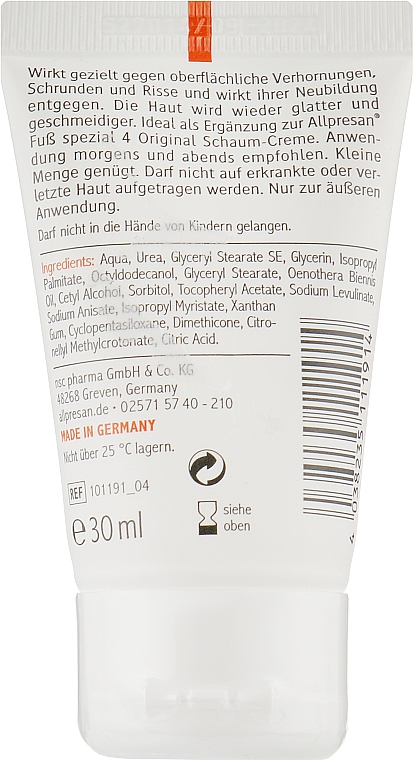 Wirkt gezielt gegen oberflächliche Verhornungen,
Schrunden und Risse und wirkt ihrer Neubildung
entgegen. Die Haut wird wieder glatter und
geschmeidiger. Ideal als Ergänzung zur Allpresan®
Fuß spezial 4 Original Schaum-Creme. Anwen-
dung morgens und abends empfohlen. Kleine
Menge genügt. Darf nicht auf erkrankte oder ver-
letzte Haut aufgetragen werden. Nur zur äußeren
Anwendung.
Darf nicht in die Hände von Kindern gelangen.
Ingredients: Aqua, Urea, Glyceryl Stearate SE, Glycerin, Isopropyl
Palmitate, Octyldodecanol, Glyceryl Stearate, Oenothera Biennis
Oil, Cetyl Alcohol, Sorbitol, Tocopheryl Acetate, Sodium Levulinate,
Sodium Anisate, Isopropyl Myristate, Xanthan
Gum, Cyclopentasiloxane, Dimethicone, Citro-
nellyl Methylcrotonate, Citric Acid.
nsc pharma GmbH & Co. KG
48268 Greven, Germany
allpresan.de · 02571 57 40 - 210
MADE IN GERMANY
Nicht über 25 °C lagern.
REF 101191_04
e 30 ml
siehe
oben
4 038235 111914